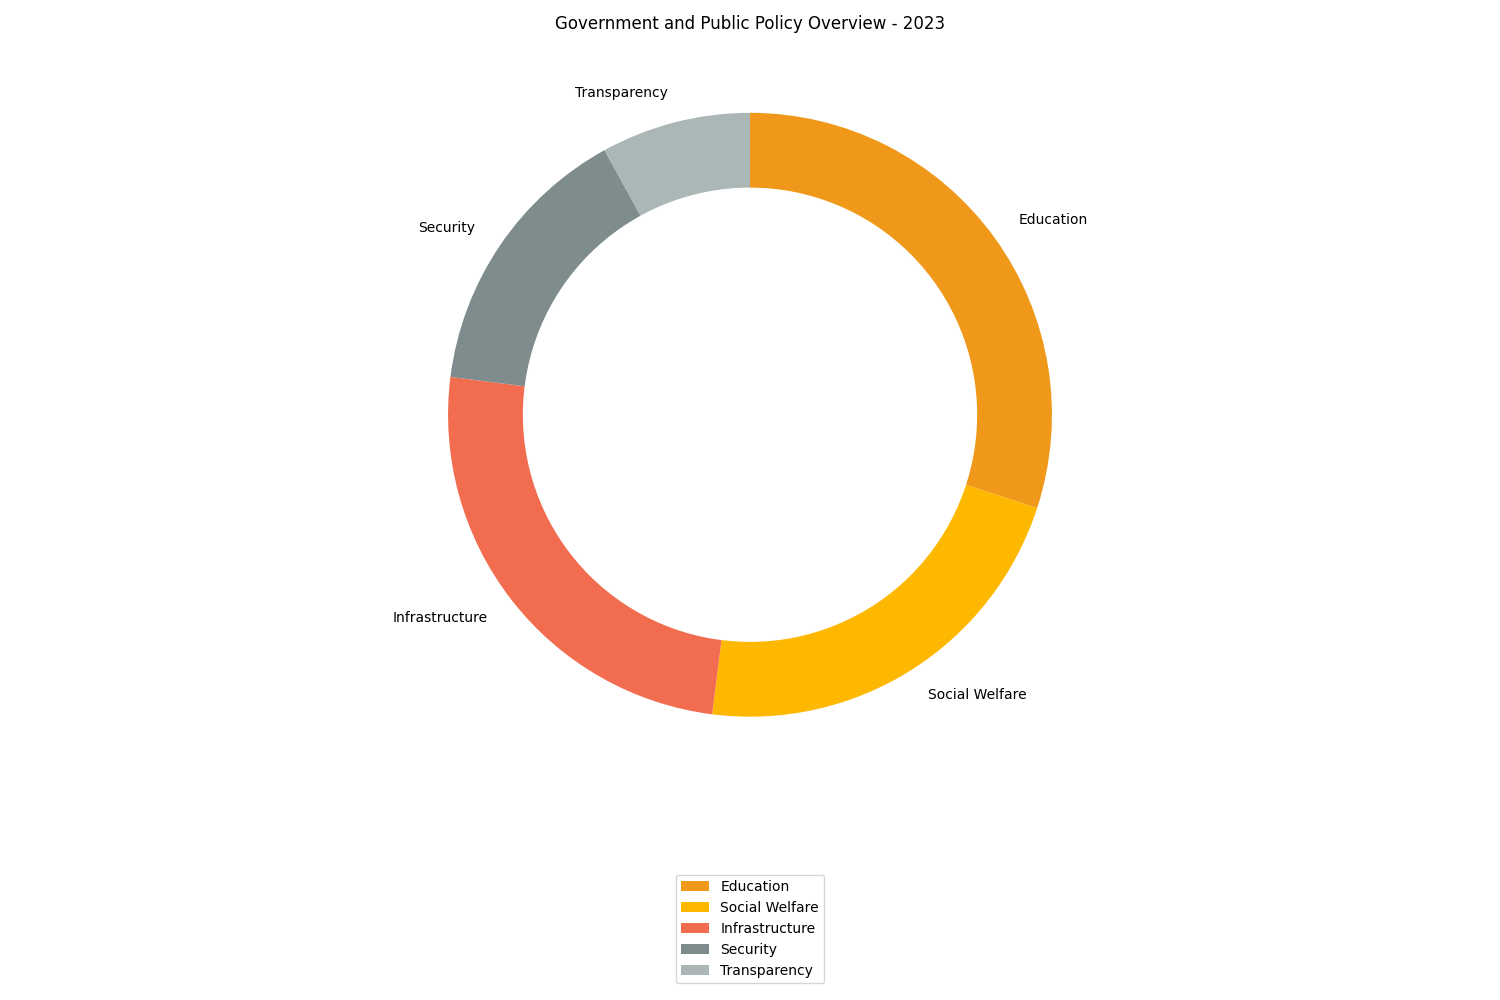 Government and Public Policy Overview - 2023
Transparency
Education
Security
Infrastructure
Social Welfare
Education
Social Welfare
Infrastructure
Security
Transparency